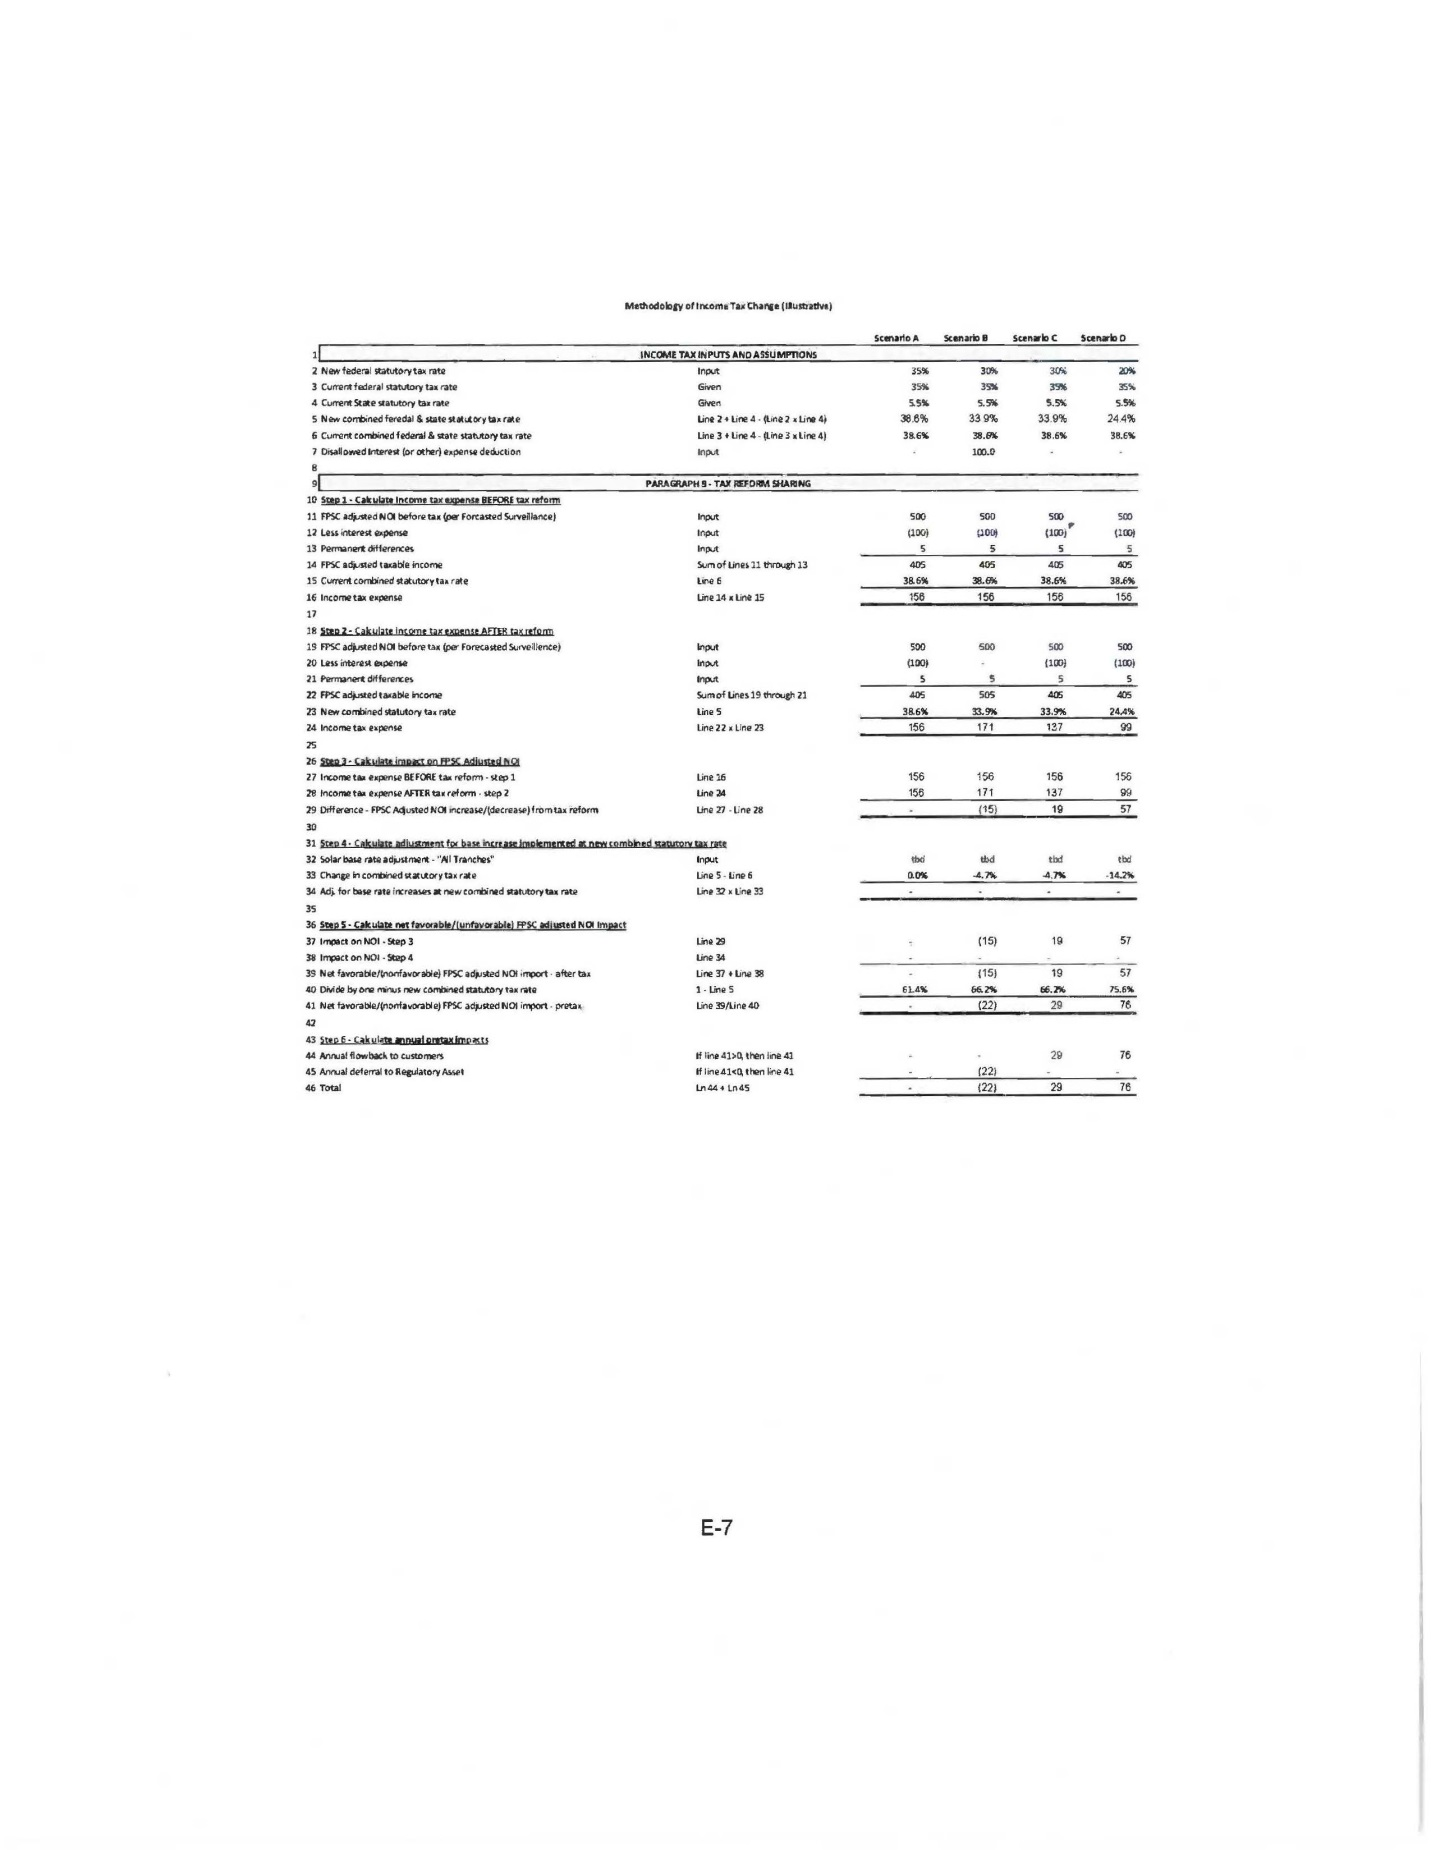 Methodology of Income Tax Change (Illustrative)
Scenario A Scenario B Scenario C Scenario D
1 INCOME TAX INPUTS AND ASSUMPTIONS
2 New federal statutory tax rate Input 35% 30% 30% 20%
3 Current federal statutory tax rate Given 35% 35% 35% 35%
4 Current State statutory tax rate Given 5.5% 5.5% 5.5% 5.5%
5 New combined feredal & state statutory tax rate Line 2 + Line 4 - (Line 2 x Line 4) 38.6% 33.9% 33.9% 24.4%
6 Current combined federal & state statutory tax rate Line 3 + Line 4 - (Line 3 x Line 4) 38.6% 38.6% 38.6% 38.6%
7 Disallowed Interest (or other) expense deduction Input - 100.0 - -
8
9 PARAGRAPH 9 - TAX REFORM SHARING
10 Step 1 - Calculate Income tax expense BEFORE tax reform
11 FPSC adjusted NOI before tax (per Forcasted Surveillance) Input 500 500 500 500
12 Less interest expense Input (100) (100) (100) (100)
13 Permanent differences Input 5 5 5 5
14 FPSC adjusted taxable income Sum of Lines 11 through 13 405 405 405 405
15 Current combined statutory tax rate Line 6 38.6% 38.6% 38.6% 38.6%
16 Income tax expense Line 14 x Line 15 156 156 156 156
17
18 Step 2 - Calculate income tax expense AFTER tax reform
19 FPSC adjusted NOI before tax (per Forecasted Surveillence) Input 500 500 500 500
20 Less interest expense Input (100) - (100) (100)
21 Permanent differences Input 5 5 5 5
22 FPSC adjusted taxable income Sum of Lines 19 through 21 405 505 405 405
23 New combined statutory tax rate Line 5 38.6% 33.9% 33.9% 24.4%
24 Income tax expense Line 22 x Line 23 156 171 137 99
25
26 Step 3 - Calculate impact on FPSC Adjusted NOI
27 Income tax expense BEFORE tax reform - step 1 Line 16 156 156 156 156
28 Income tax expense AFTER tax reform - step 2 Line 24 156 171 137 99
29 Difference - FPSC Adjusted NOI increase/(decrease) from tax reform Line 27 - Line 28 - (15) 19 57
30
31 Step 4 - Calculate adjustment for base increase implemented at new combined statutory tax rate
32 Solar base rate adjustment - "All Tranches" Input tbd tbd tbd tbd
33 Change in combined statutory tax rate Line 5 - Line 6 0.0% -4.7% -4.7% -14.2%
34 Adj. for base rate increases at new combined statutory tax rate Line 32 x Line 33 - - - -
35
36 Step 5 - Calculate net favorable/(unfavorable) FPSC adjusted NOI Impact
37 Impact on NOI - Step 3 Line 29 - (15) 19 57
38 Impact on NOI - Step 4 Line 34 - - - -
39 Net favorable/(nonfavorable) FPSC adjusted NOI import - after tax Line 37 + Line 38 - (15) 19 57
40 Divide by one minus new combined statutory tax rate 1 - Line 5 61.4% 66.2% 66.2% 75.6%
41 Net favorable/(nonfavorable) FPSC adjusted NOI import - pretax Line 39/Line 40 - (22) 29 76
42
43 Step 6 - Calculate annual pretax impacts
44 Annual flowback to customers If line 41>0, then line 41 - - 29 76
45 Annual deferral to Regulatory Asset If line 41<0, then line 41 - (22) - -
46 Total Ln 44 + Ln 45 - (22) 29 76
E-7